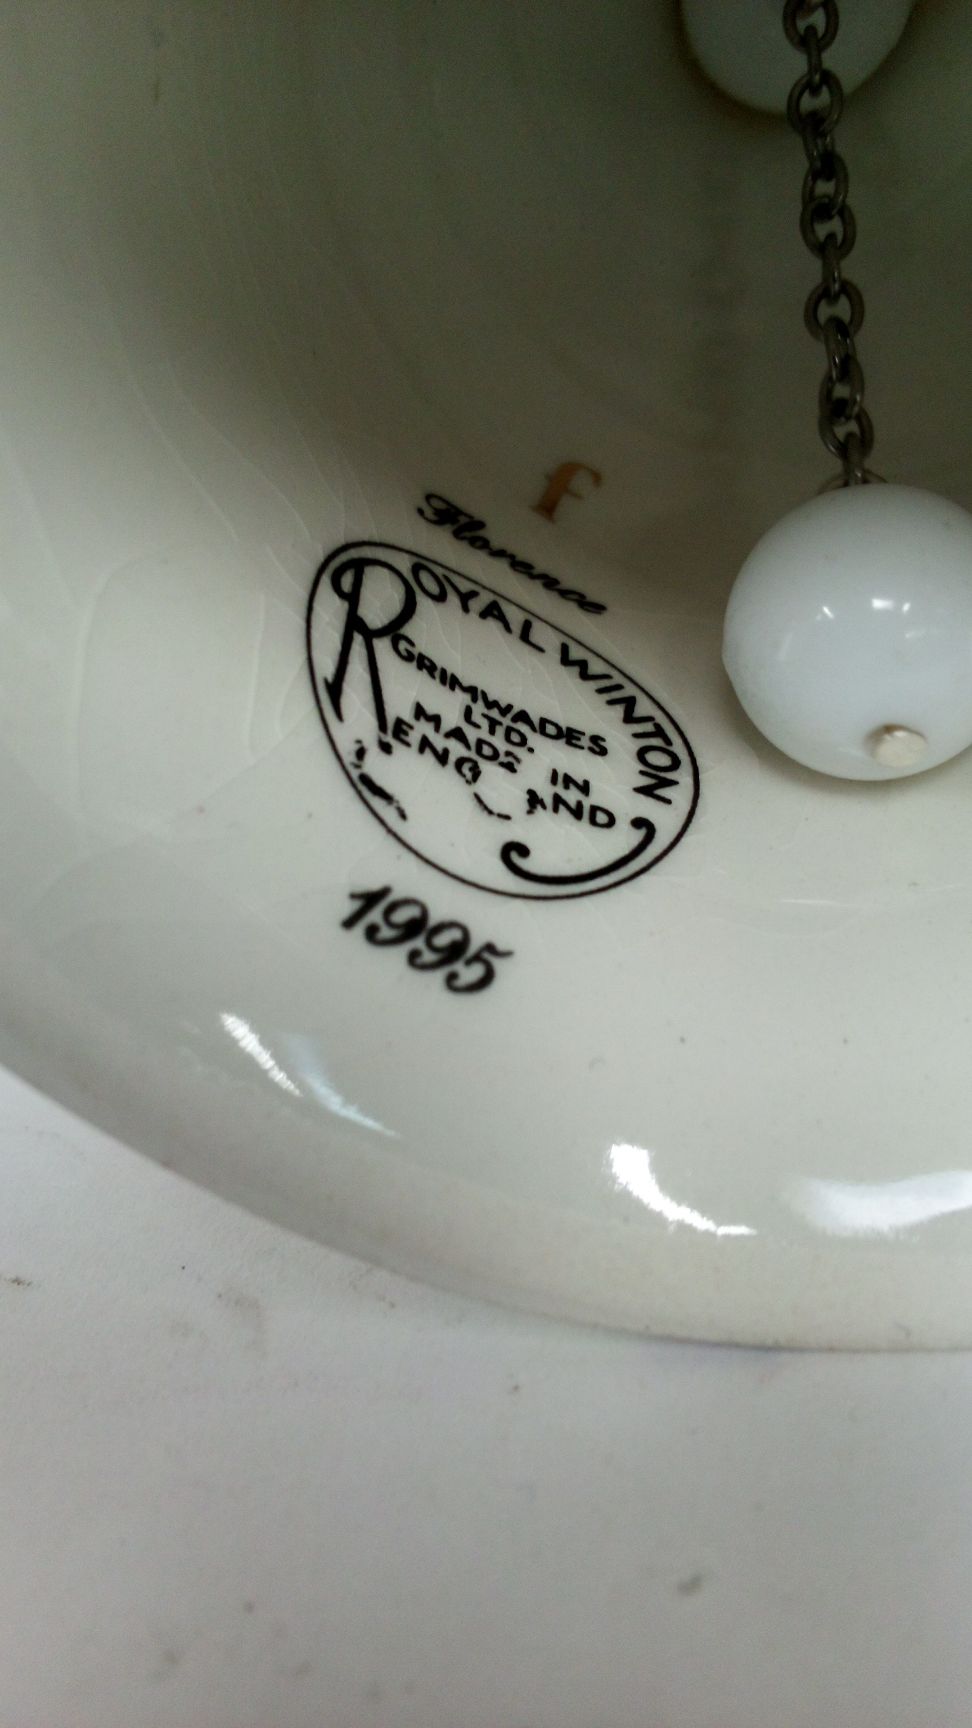 f
Florence
ROYAL WINTON
GRIMWADES
LTD.
MADE IN
ENGLAND
1995